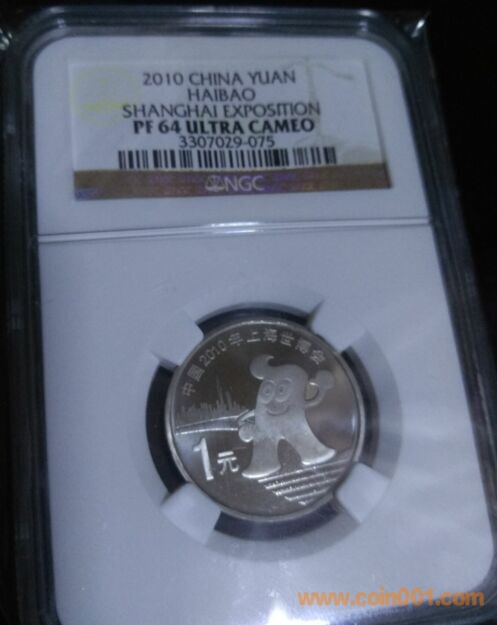 2010 CHINA YUAN
HAIBAO
SHANGHAI EXPOSITION
PF 64 ULTRA CAMEO
3307029-075
NGC
中国2010年上海世博会
1元
www.coin001.com